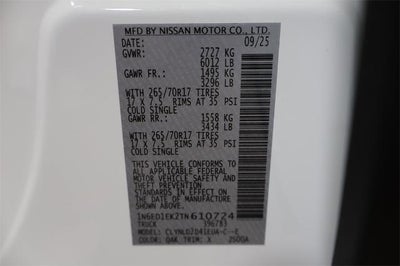 MFD BY NISSAN MOTOR CO., LTD.
DATE: 09/25
GVWR: 2727 KG
6012 LB
GAWR FR.: 1495 KG
3296 LB
WITH 265/70R17 TIRES
17 X 7.5 RIMS AT 35 PSI
COLD SINGLE
GAWR RR.: 1558 KG
3434 LB
WITH 265/70R17 TIRES
17 X 7.5 RIMS AT 35 PSI
COLD SINGLE
THIS VEHICLE CONFORMS TO
ALL APPLICABLE FEDERAL
MOTOR VEHICLE SAFETY
STANDARDS IN EFFECT ON
THE DATE OF MANUFACTURE
SHOWN ABOVE.
1N6ED1EK2TN610724
TRUCK 396783
MODEL:
COLOR: QAK TRIM: X